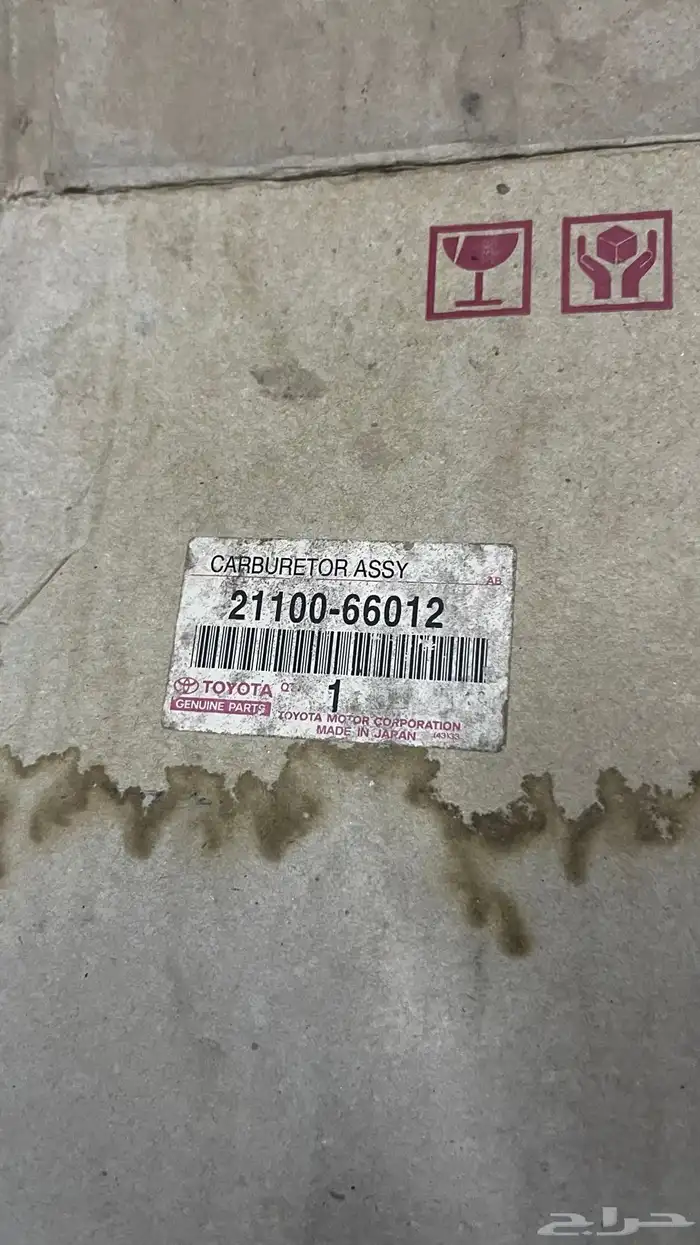 CARBURETOR ASSY
AB
21100-66012
TOYOTA
GENUINE PARTS
1
TOYOTA MOTOR CORPORATION
MADE IN JAPAN
حراج